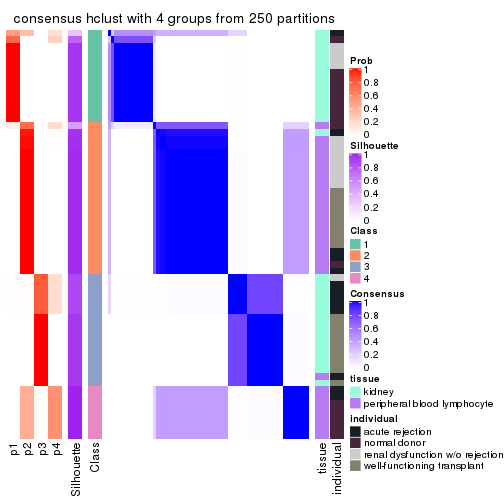 consensus hclust with 4 groups from 250 partitions
Prob
1
0.8
0.6
0.4
0.2
0
Silhouette
1
0.8
0.6
0.4
0.2
0
Class
1
2
3
4
Consensus
1
0.8
0.6
0.4
0.2
0
tissue
kidney
peripheral blood lymphocyte
individual
acute rejection
normal donor
renal dysfunction w/o rejection
well-functioning transplant
p1
p2
p3
p4
Silhouette
Class
tissue
individual